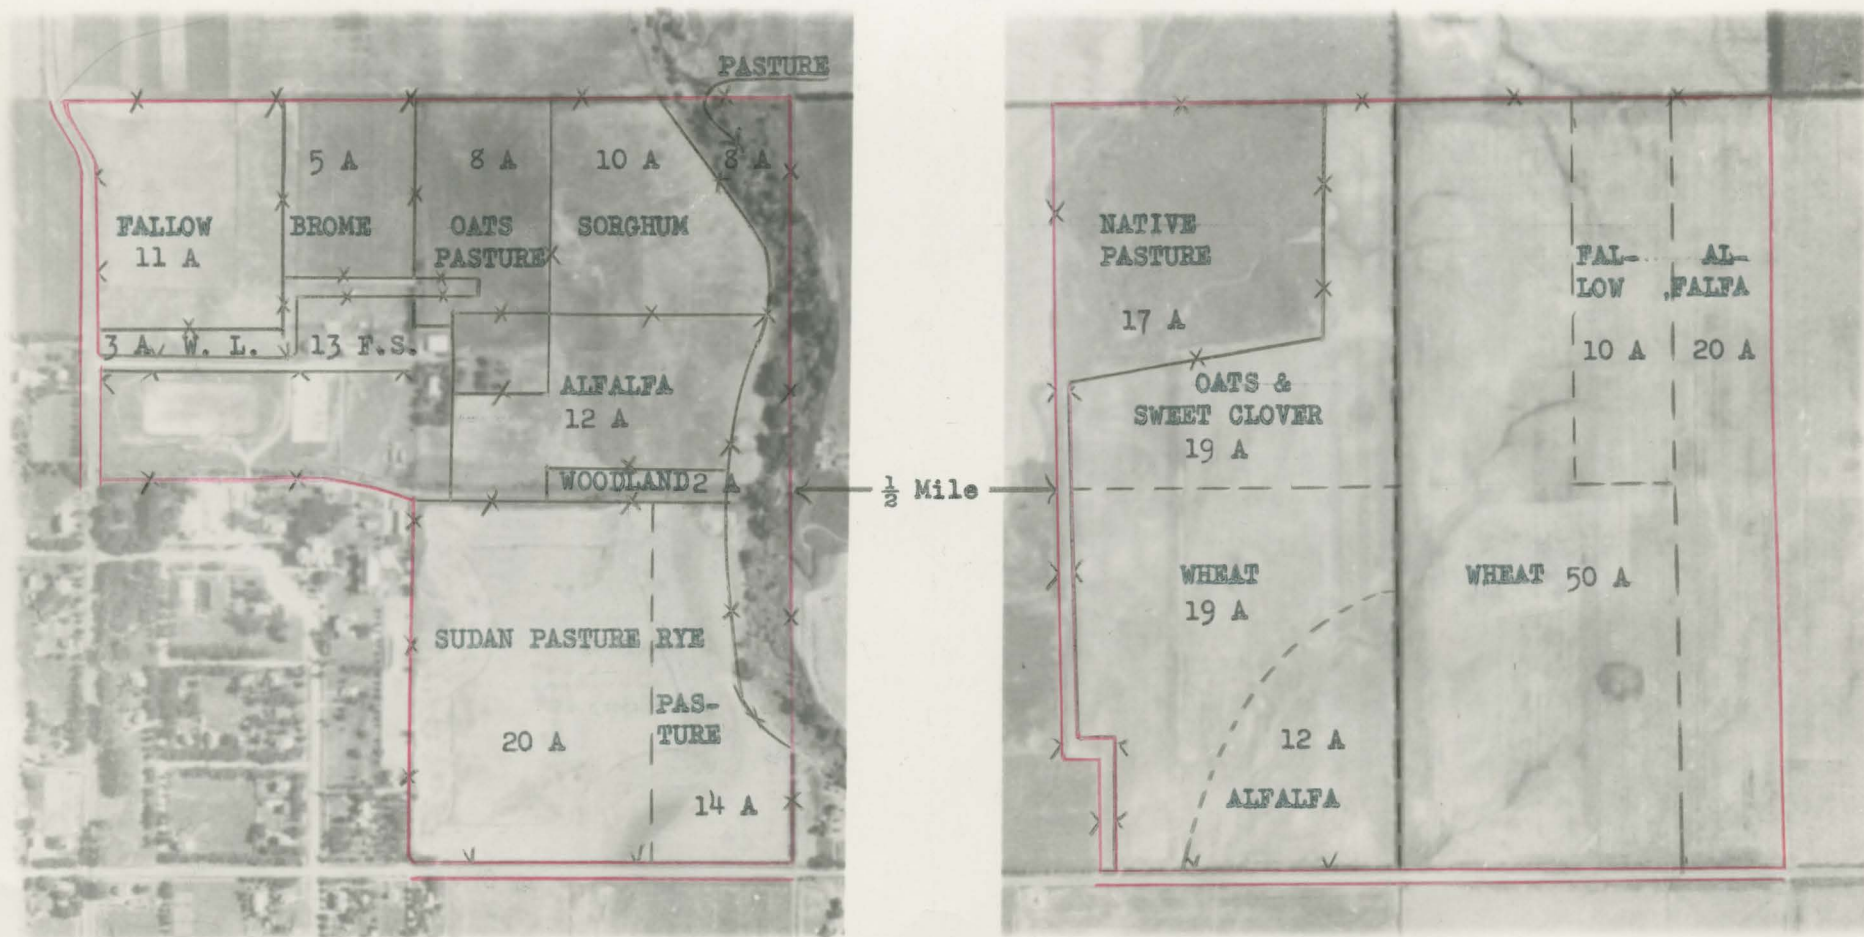 PASTURE
5 A
8 A
10 A
8 A
FALLOW
11 A
BROME
OATS
PASTURE
SORGHUM
3 A W. L.
13 F.S.
ALFALFA
12 A
WOODLAND 2 A
SUDAN PASTURE
20 A
RYE
PAS-
TURE
14 A
½ Mile
NATIVE
PASTURE
17 A
OATS &
SWEET CLOVER
19 A
WHEAT
19 A
12 A
ALFALFA
WHEAT 50 A
FAL-
LOW
10 A
AL-
FALFA
20 A